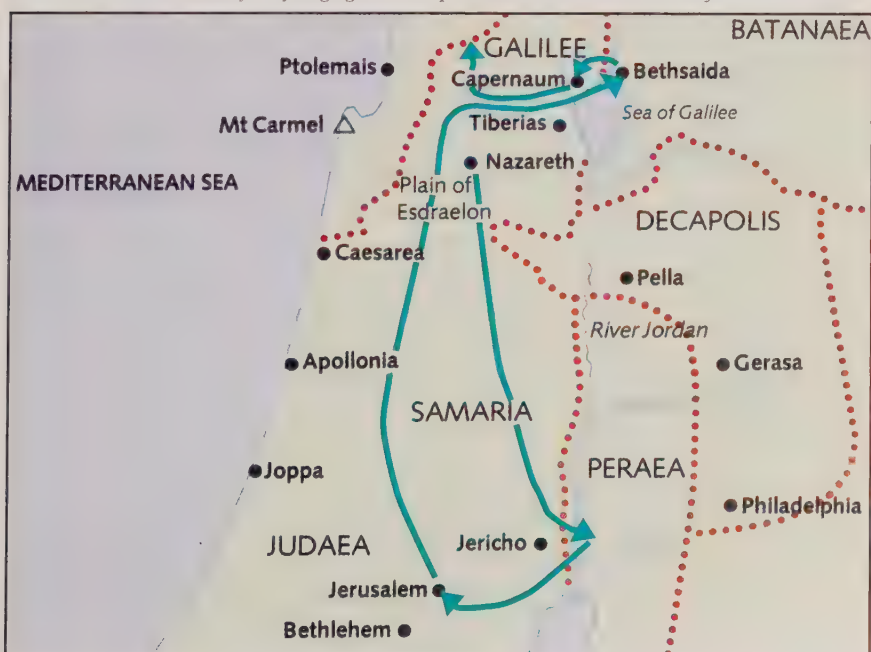 BATANAEA
GALILEE
Ptolemais
Capernaum
Bethsaida
Sea of Galilee
Mt Carmel
Tiberias
Nazareth
MEDITERRANEAN SEA
Plain of
Esdraelon
DECAPOLIS
Caesarea
Pella
River Jordan
Apollonia
Gerasa
SAMARIA
Joppa
PERAEA
Philadelphia
JUDAEA
Jericho
Jerusalem
Bethlehem